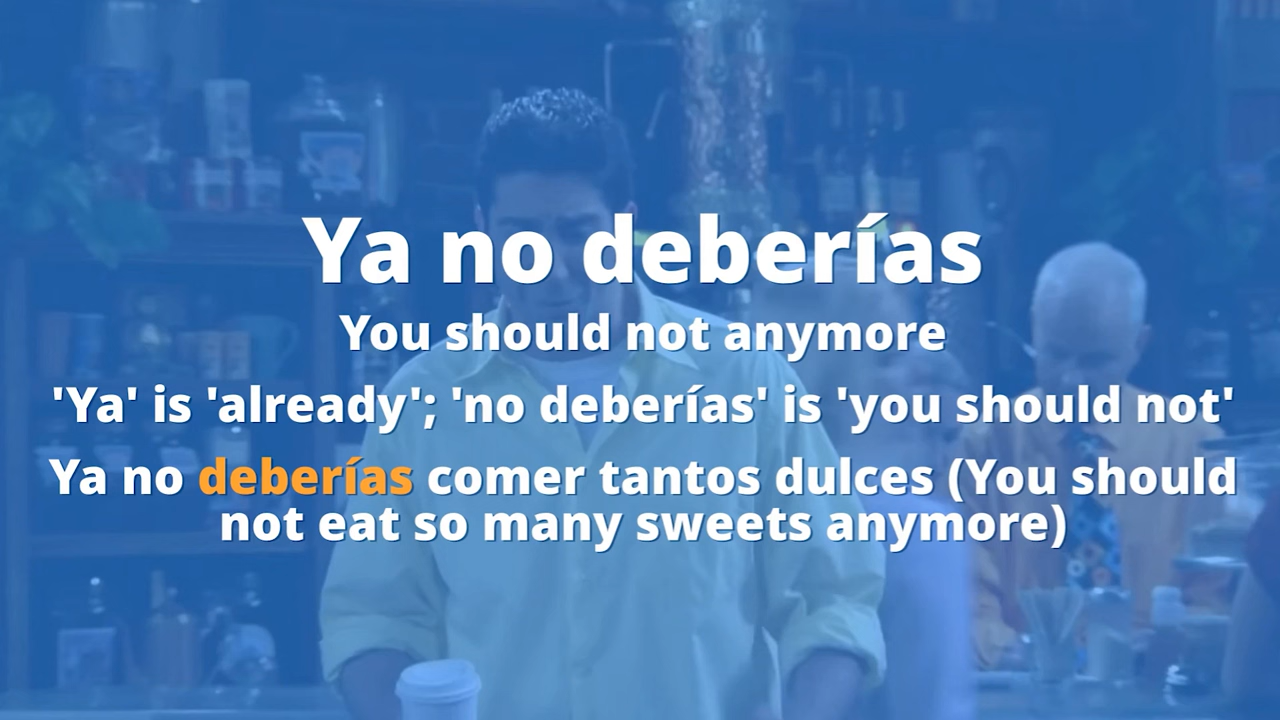 Ya no deberías
You should not anymore
'Ya' is 'already'; 'no deberías' is 'you should not'
Ya no deberías comer tantos dulces (You should
not eat so many sweets anymore)